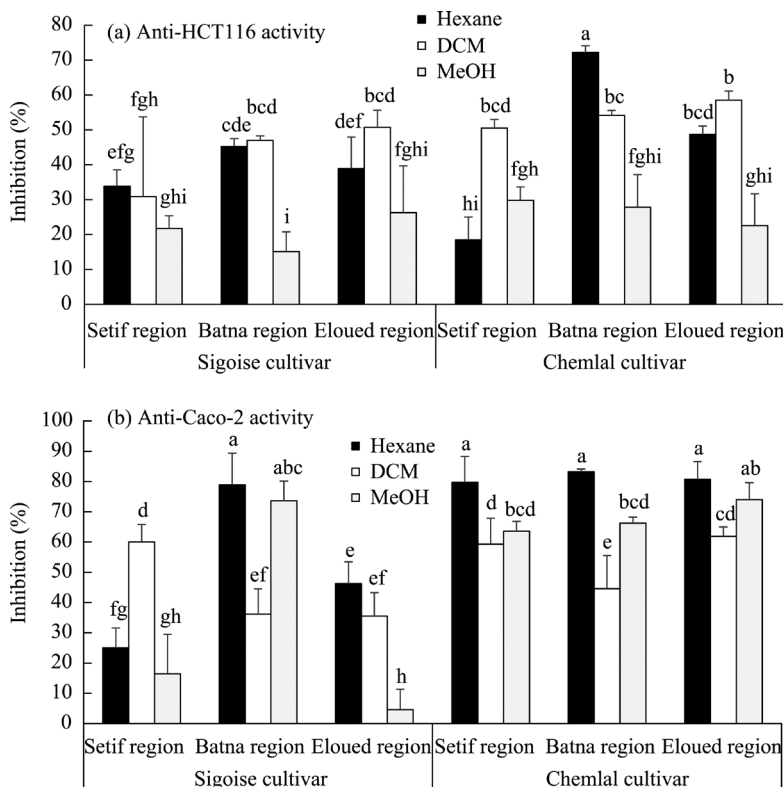 (a) Anti-HCT116 activity
Hexane
DCM
MeOH
Inhibition (%)
80
70
60
50
40
30
20
10
0
efg
fgh
ghi
cde
bcd
i
def
bcd
fghi
hi
bcd
fgh
a
bc
fghi
bcd
b
ghi
Setif region Batna region Eloued region Setif region Batna region Eloued region
Sigoise cultivar Chemlal cultivar
(b) Anti-Caco-2 activity
Hexane
DCM
MeOH
Inhibition (%)
100
90
80
70
60
50
40
30
20
10
0
fg
d
gh
a
ef
abc
e
ef
h
a
d
bcd
a
e
bcd
a
cd
ab
Setif region Batna region Eloued region Setif region Batna region Eloued region
Sigoise cultivar Chemlal cultivar